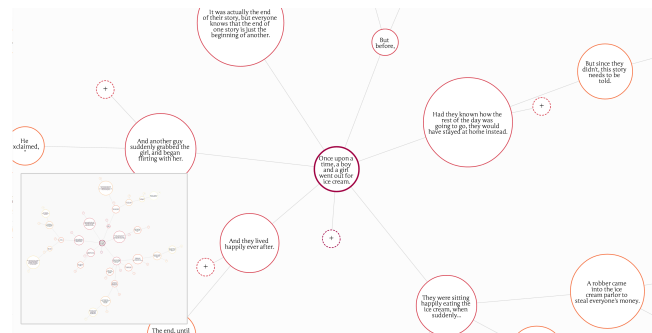 It was actually the end
of their story, but everyone
knows that the end of
one story is just the
beginning of another.
But
before,
But since they
didn't, this story
needs to be
told.
+
+
Had they known how the
rest of the day was
going to go, they would
have stayed at home instead.
He
xclaimed,
And another guy
suddenly grabbed the
girl, and began
flirting with her.
Once upon a
time, a boy
and a girl
went out for
ice cream.
And they lived
happily ever after.
+
+
They were sitting
happily eating the
ice cream, when
suddenly...
A robber came
into the ice
cream parlor to
steal everyone's money.
The end, until